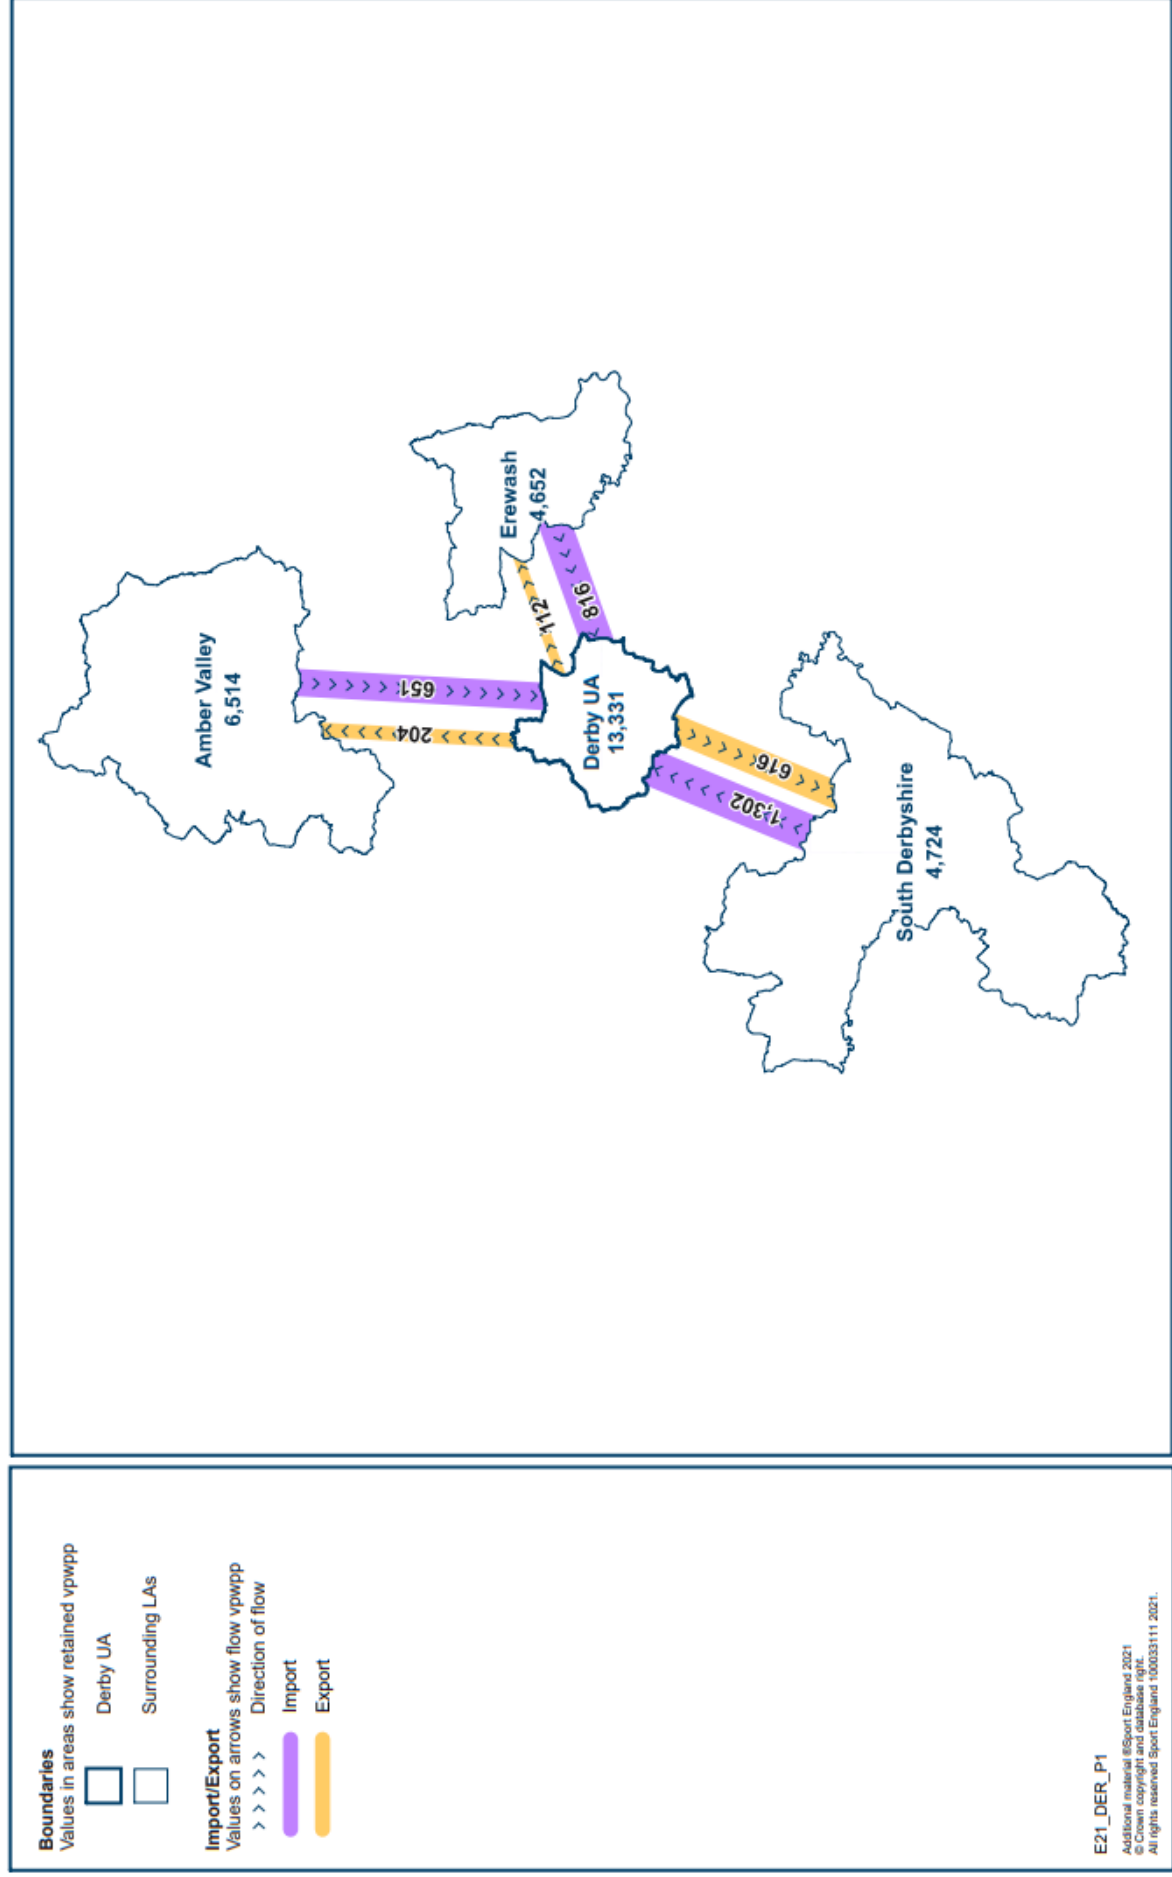 Boundaries
Values in areas show retained vpwpp
Derby UA
Surrounding LAs
Import/Export
Values on arrows show flow vpwpp
Direction of flow
Import
Export
E21_DER_P1
Additional material ©Sport England 2021
© Crown copyright and database right.
All rights reserved Sport England 100033111 2021.
Amber Valley
6,514
204
651
Erewash
4,652
112
816
Derby UA
13,331
1,302
616
South Derbyshire
4,724